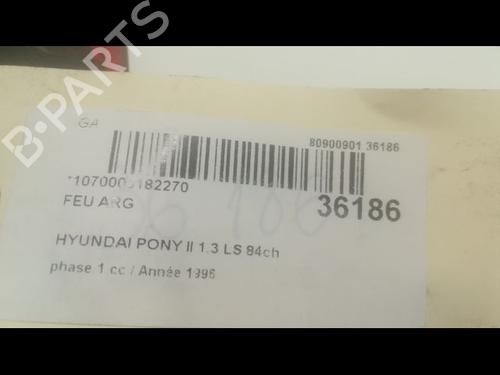 B-PARTS
GA
80900901 36186
36186
FEU ARG
HYUNDAI PONY II 1.3 LS 84ch
phase 1 cc / Année 1996